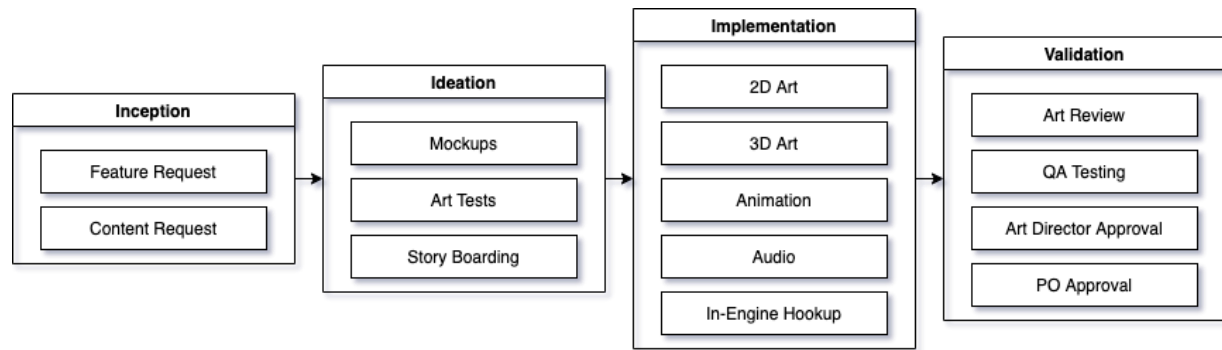 Inception
Feature Request
Content Request
Ideation
Mockups
Art Tests
Story Boarding
Implementation
2D Art
3D Art
Animation
Audio
In-Engine Hookup
Validation
Art Review
QA Testing
Art Director Approval
PO Approval